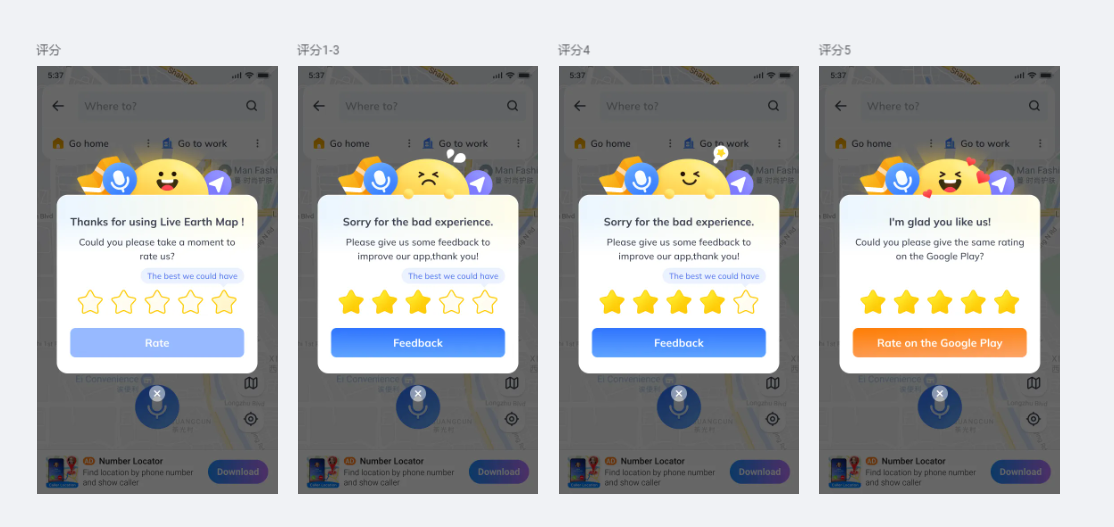 评分
5:37
Where to?
Go home
Go to work
Man Fash
Thanks for using Live Earth Map !
Could you please take a moment to
rate us?
The best we could have
Rate
El Convenience
AD Number Locator
Find location by phone number
and show caller
Download
评分1-3
5:37
Where to?
Go home
Go to work
Sorry for the bad experience.
Please give us some feedback to
improve our app,thank you!
The best we could have
Feedback
El Convenience
AD Number Locator
Find location by phone number
and show caller
Download
评分4
5:37
Where to?
Go home
Go to work
Sorry for the bad experience.
Please give us some feedback to
improve our app,thank you!
The best we could have
Feedback
El Convenience
AD Number Locator
Find location by phone number
and show caller
Download
评分5
5:37
Where to?
Go home
Go to work
I'm glad you like us!
Could you please give the same rating
on the Google Play?
Rate on the Google Play
El Convenience
AD Number Locator
Find location by phone number
and show caller
Download